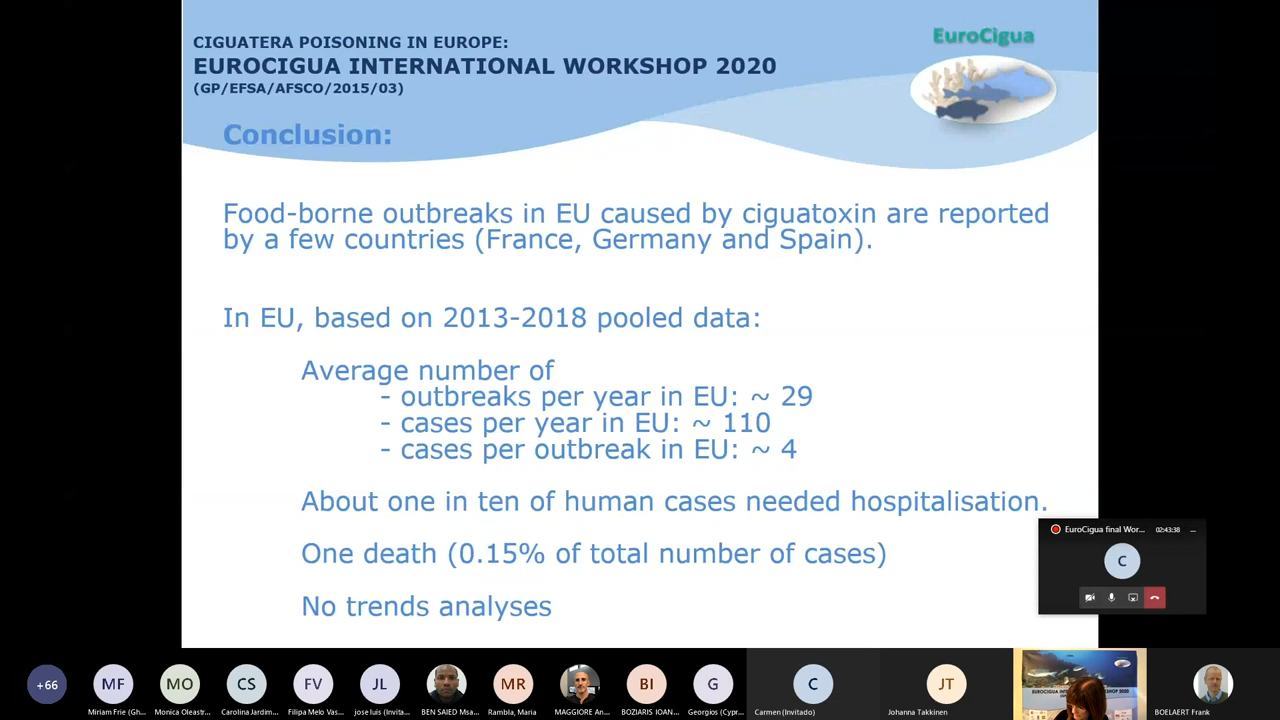 CIGUATERA POISONING IN EUROPE:
EUROCIGUA INTERNATIONAL WORKSHOP 2020
(GP/EFSA/AFSCO/2015/03)
EuroCigua
Conclusion:
Food-borne outbreaks in EU caused by ciguatoxin are reported
by a few countries (France, Germany and Spain).
In EU, based on 2013-2018 pooled data:
Average number of
- outbreaks per year in EU: ~ 29
- cases per year in EU: ~ 110
- cases per outbreak in EU: ~ 4
About one in ten of human cases needed hospitalisation.
One death (0.15% of total number of cases)
No trends analyses
EuroCigua final Wor...
02:43:38
C
+66
MF
MO
CS
FV
JL
MR
BI
G
C
JT
EUROCIGUA INTERNATIONAL WORKSHOP 2020
Miriam Frie (Gh...
Monica Oleastr...
Carolina Jardim...
Filipa Melo Vas...
jose luis (Invita...
BEN SAIED Msa...
Rambla, Maria
MAGGIORE An...
BOZIARIS IOAN...
Georgios (Cypr...
Carmen (Invitado)
Johanna Takkinen
BOELAERT Frank